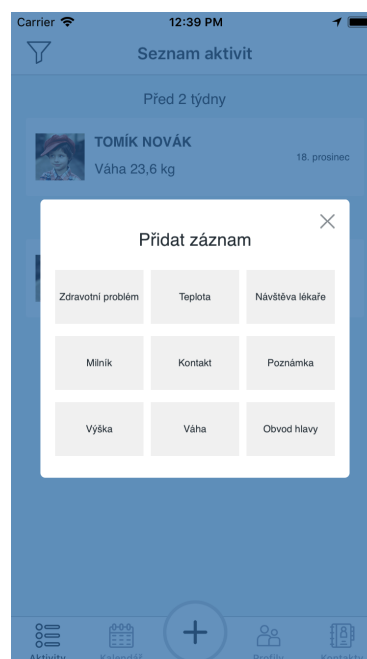 Carrier 12:39 PM
Seznam aktivit
Před 2 týdny
TOMÍK NOVÁK
Váha 23,6 kg
18. prosinec
Přidat záznam
Zdravotní problém Teplota Návštěva lékaře
Milník Kontakt Poznámka
Výška Váha Obvod hlavy
Aktivity Kalendář Profily Kontakty